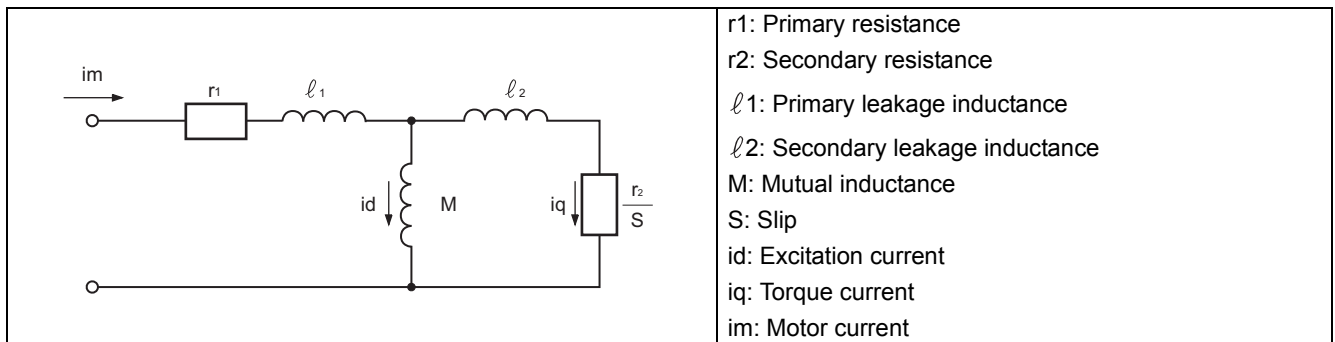 im
r1
ℓ1
ℓ2
id
M
iq
r2
S
r1: Primary resistance
r2: Secondary resistance
ℓ1: Primary leakage inductance
ℓ2: Secondary leakage inductance
M: Mutual inductance
S: Slip
id: Excitation current
iq: Torque current
im: Motor current